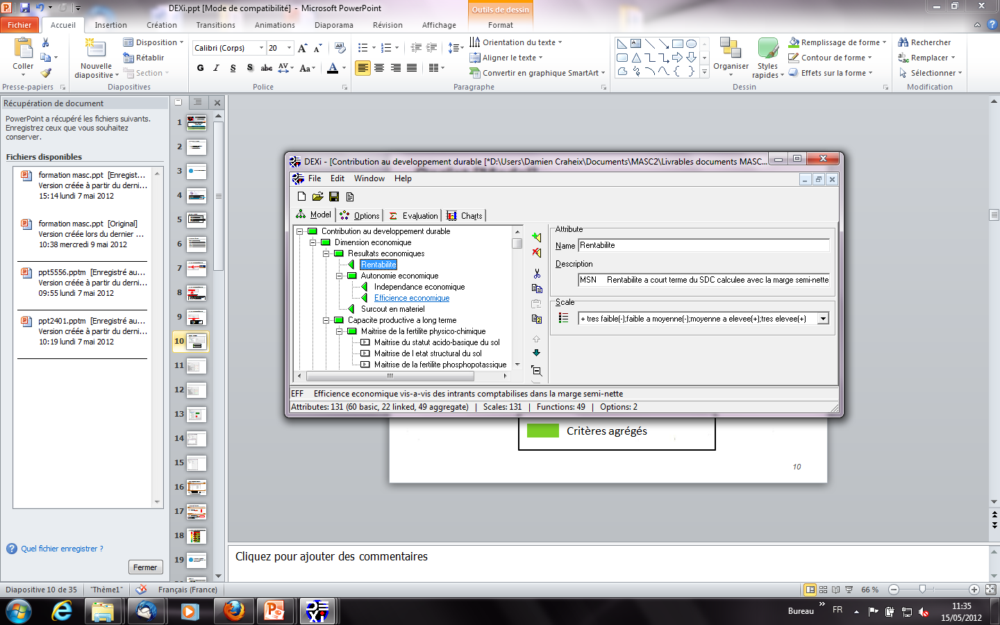 DEXi.ppt [Mode de compatibilité] - Microsoft PowerPoint
Outils de dessin
Fichier Accueil Insertion Création Transitions Animations Diaporama Révision Affichage Format
Coller
Nouvelle diapositive
Disposition
Rétablir
Section
Calibri (Corps) 20
G I S S abc AV Aa A
Orientation du texte
Aligner le texte
Convertir en graphique SmartArt
Organiser
Styles rapides
Remplissage de forme
Contour de forme
Effets sur la forme
Rechercher
Remplacer
Sélectionner
Presse-papiers Diapositives Police Paragraphe Dessin Modification
Récupération de document
PowerPoint a récupéré les fichiers suivants.
Enregistrez ceux que vous souhaitez
conserver.
Fichiers disponibles
formation masc.ppt [Enregist...
Version créée à partir du derni...
15:14 lundi 7 mai 2012
formation masc.ppt [Original]
Version créée lors du dernier ...
10:38 mercredi 9 mai 2012
ppt5556.pptm [Enregistré au...
Version créée à partir du derni...
09:55 lundi 7 mai 2012
ppt2401.pptm [Enregistré au...
Version créée à partir du derni...
10:19 lundi 7 mai 2012
Quel fichier enregistrer ?
Fermer
1
2
3
4
5
6
7
8
9
10
11
12
13
14
15
16
17
18
19
DEXi - [Contribution au developpement durable [*D:\Users\Damien Craheix\Documents\MASC2\Livrables documents MASC...
File Edit Window Help
Model Options Evaluation Charts
Contribution au developpement durable
Dimension economique
Resultats economiques
Rentabilite
Autonomie economique
Independance economique
Efficience economique
Surcout en materiel
Capacite productive a long terme
Maitrise de la fertilite physico-chimique
Maitrise du statut acido-basique du sol
Maitrise de l etat structural du sol
Maitrise de la fertilite phosphopotassique
Attribute
Name Rentabilite
Description
MSN Rentabilite a court terme du SDC calculee avec la marge semi-nette
Scale
+ tres faible(-);faible a moyenne(-);moyenne a elevee(+);tres elevee(+)
EFF Efficience economique vis-a-vis des intrants comptabilises dans la marge semi-nette
Attributes: 131 (60 basic, 22 linked, 49 aggregate) | Scales: 131 | Functions: 49 | Options: 2
Critères agrégés
10
Cliquez pour ajouter des commentaires
Diapositive 10 de 35 "Thème1" Français (France) 66 %
Bureau FR 11:35
15/05/2012